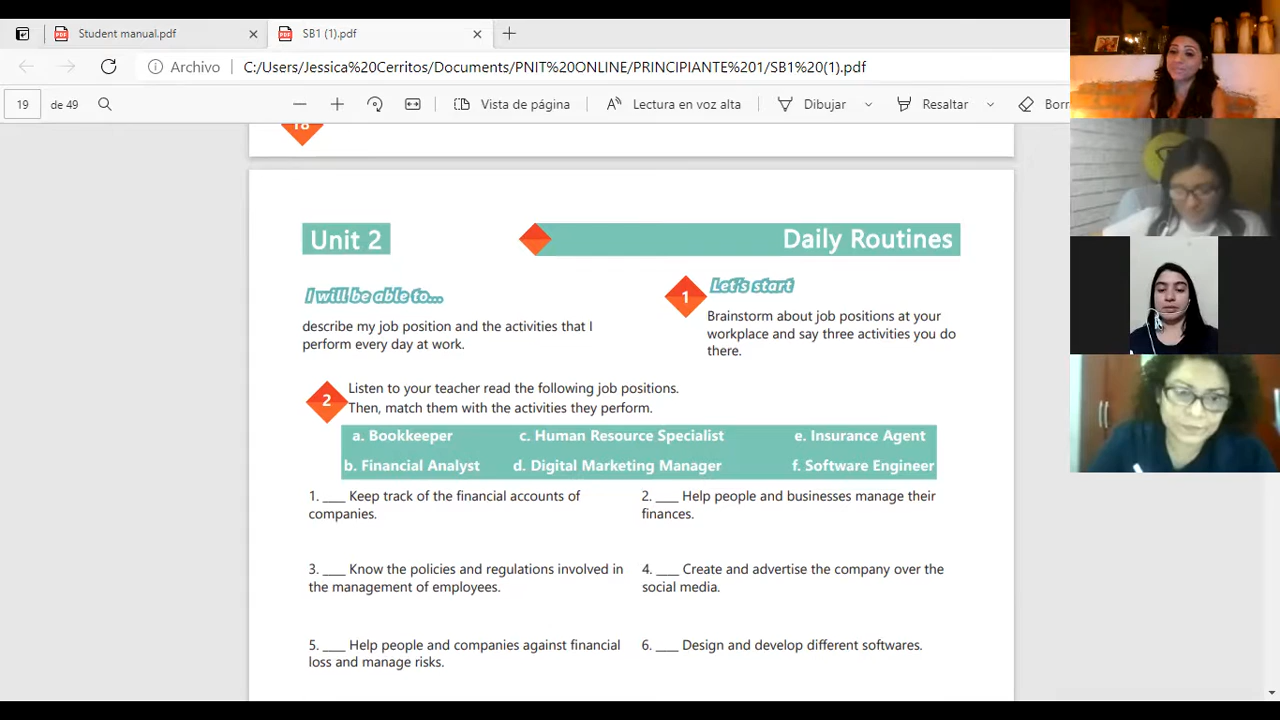 Student manual.pdf
SB1 (1).pdf
Archivo
C:/Users/Jessica%20Cerritos/Documents/PNIT%20ONLINE/PRINCIPIANTE%201/SB1%20(1).pdf
19
de 49
Vista de página
Lectura en voz alta
Dibujar
Resaltar
Borr
18
Unit 2
Daily Routines
I will be able to...
describe my job position and the activities that I
perform every day at work.
1
Let's start
Brainstorm about job positions at your
workplace and say three activities you do
there.
2
Listen to your teacher read the following job positions.
Then, match them with the activities they perform.
a. Bookkeeper
c. Human Resource Specialist
e. Insurance Agent
b. Financial Analyst
d. Digital Marketing Manager
f. Software Engineer
1. ___ Keep track of the financial accounts of
companies.
2. ___ Help people and businesses manage their
finances.
3. ___ Know the policies and regulations involved in
the management of employees.
4. ___ Create and advertise the company over the
social media.
5. ___ Help people and companies against financial
loss and manage risks.
6. ___ Design and develop different softwares.